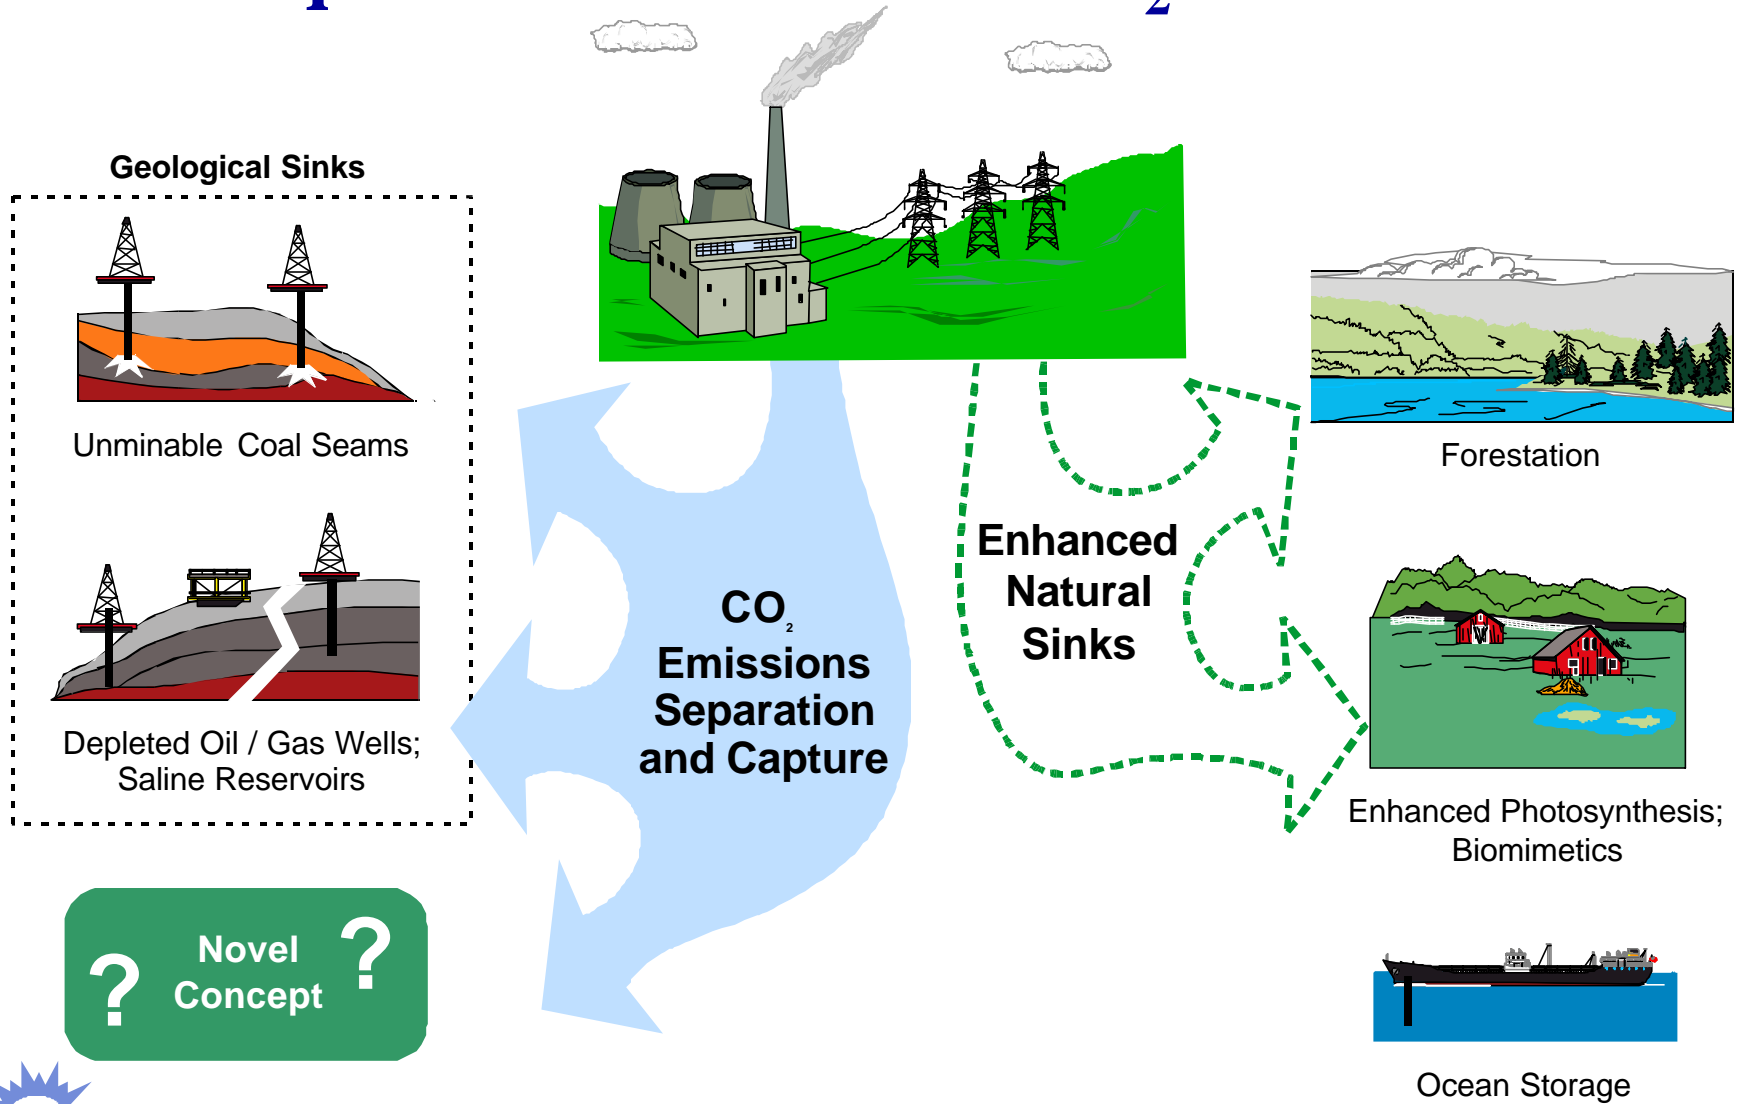 Geological Sinks
Unminable Coal Seams
Depleted Oil / Gas Wells;
Saline Reservoirs
? Novel ?
Concept
CO₂
Emissions
Separation
and Capture
Enhanced
Natural
Sinks
Forestation
Enhanced Photosynthesis;
Biomimetics
Ocean Storage